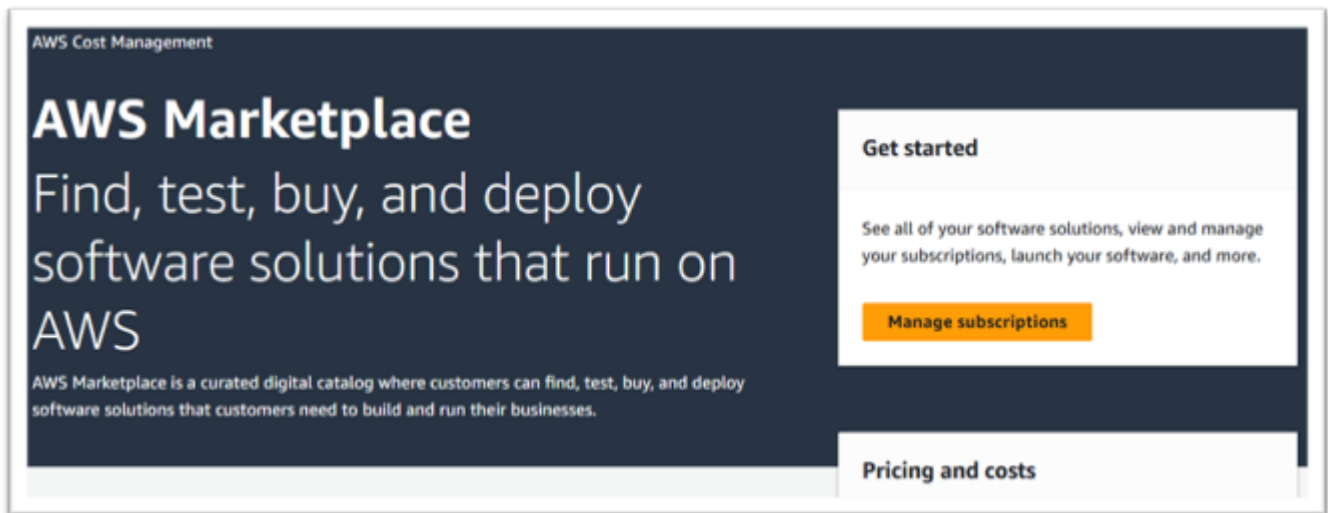 AWS Cost Management
AWS Marketplace
Find, test, buy, and deploy
software solutions that run on
AWS
AWS Marketplace is a curated digital catalog where customers can find, test, buy, and deploy
software solutions that customers need to build and run their businesses.
Get started
See all of your software solutions, view and manage
your subscriptions, launch your software, and more.
Manage subscriptions
Pricing and costs